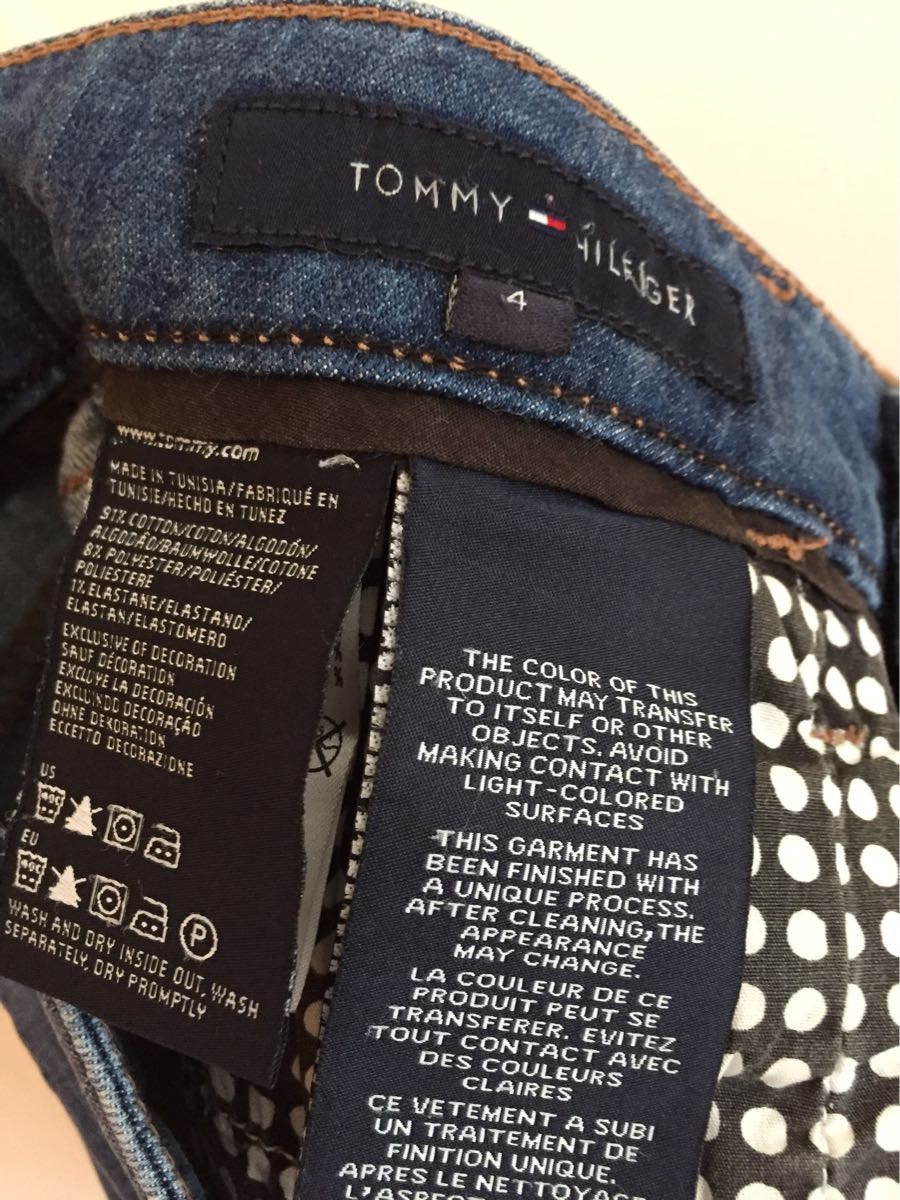 TOMMY HILFIGER
4
www.tommy.com
MADE IN TUNISIA/FABRIQUÉ EN
TUNISIE/HECHO EN TUNEZ
91% COTTON/COTON/ALGODÓN/
ALGODÃO/BAUMWOLLE/COTONE
8% POLYESTER/POLIÉSTER/
POLIESTERE
1% ELASTANE/ELASTANO/
ELASTAN/ELASTOMERO
EXCLUSIVE OF DECORATION
SAUF DÉCORATION
EXCLUYE LA DECORACIÓN
EXCLUINDO DECORAÇÃO
OHNE DEKORATION
ECCETTO DECORAZIONE
US
EU
P
WASH AND DRY INSIDE OUT, WASH
SEPARATELY, DRY PROMPTLY
THE COLOR OF THIS
PRODUCT MAY TRANSFER
TO ITSELF OR OTHER
OBJECTS. AVOID
MAKING CONTACT WITH
LIGHT-COLORED
SURFACES
THIS GARMENT HAS
BEEN FINISHED WITH
A UNIQUE PROCESS.
AFTER CLEANING, THE
APPEARANCE
MAY CHANGE.
LA COULEUR DE CE
PRODUIT PEUT SE
TRANSFERER. EVITEZ
TOUT CONTACT AVEC
DES COULEURS
CLAIRES
CE VETEMENT A SUBI
UN TRAITEMENT DE
FINITION UNIQUE.
APRES LE NETTOYAGE